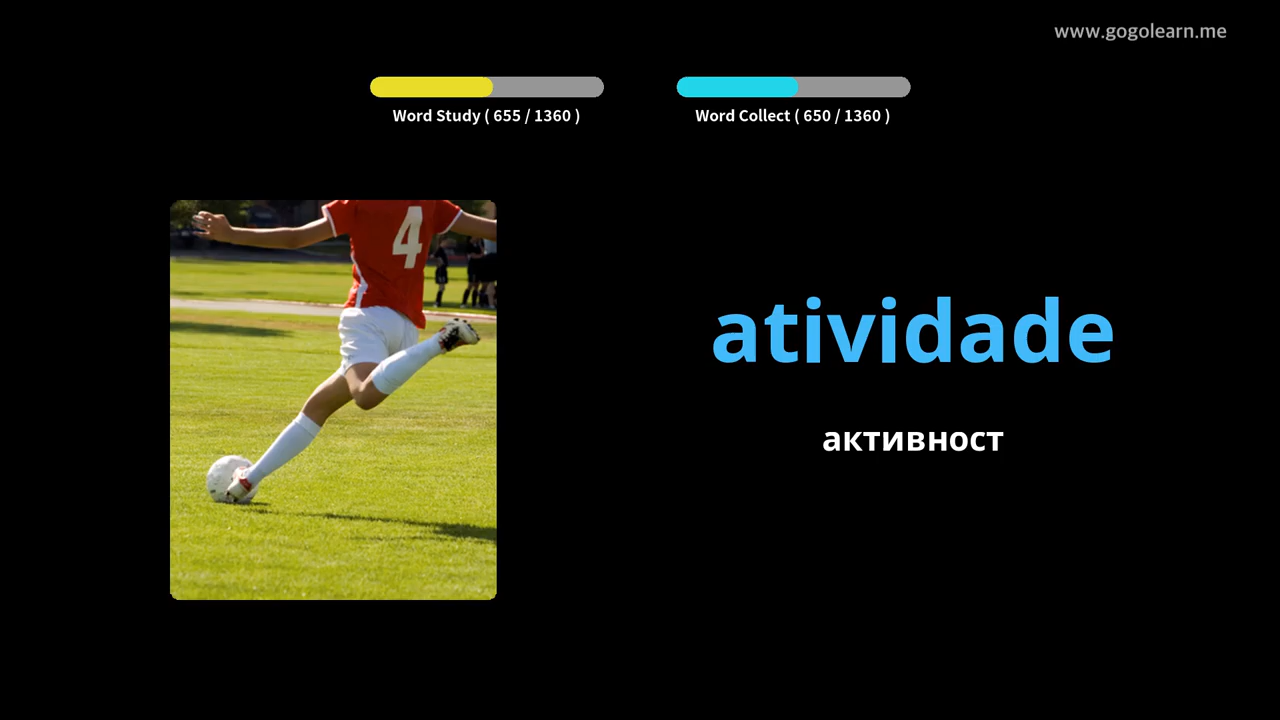 www.gogolearn.me
Word Study ( 655 / 1360 )
Word Collect ( 650 / 1360 )
4
atividade
активност